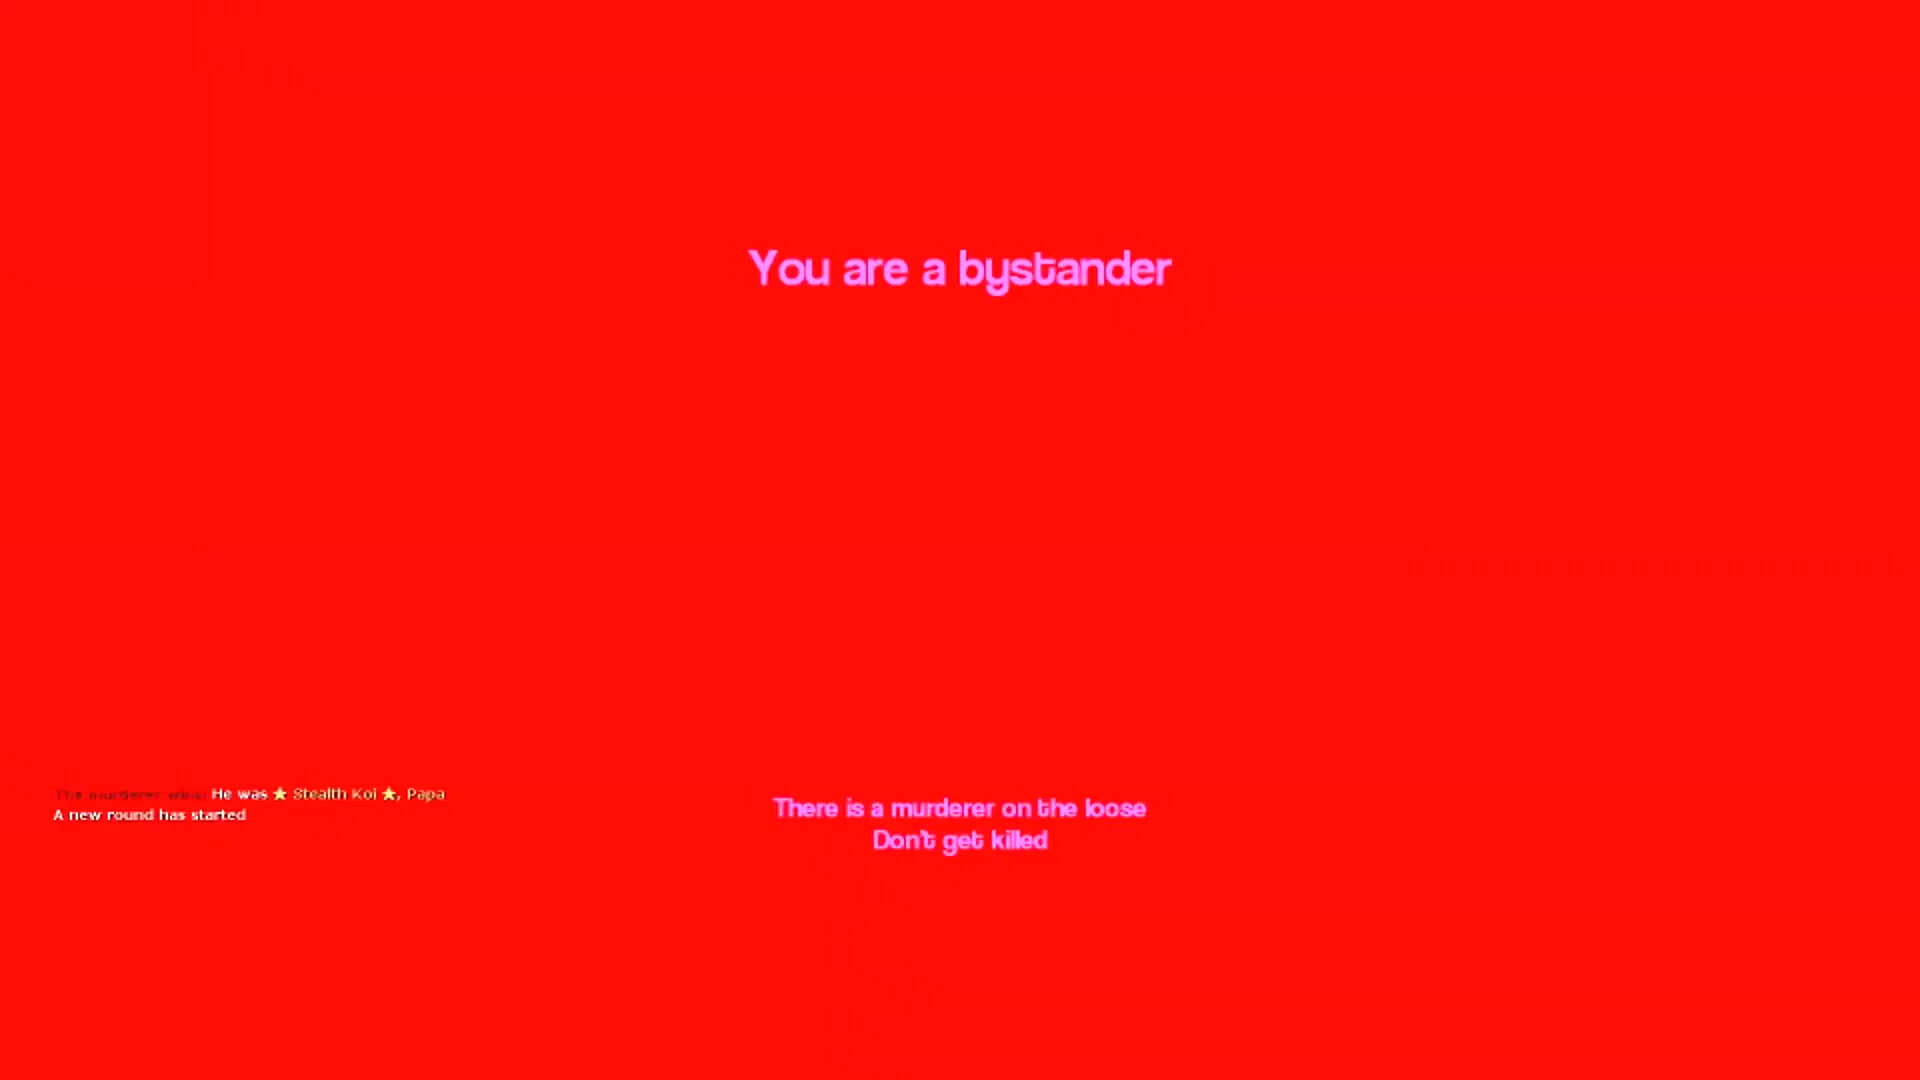 You are a bystander
The murderer wins! He was ★ Stealth Koi ★, Papa
A new round has started
There is a murderer on the loose
Don't get killed